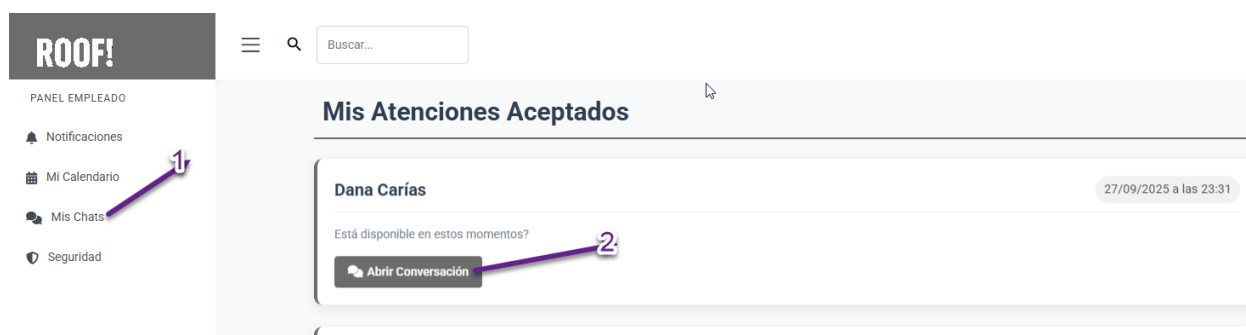 ROOF!
Buscar...
PANEL EMPLEADO
Notificaciones
Mi Calendario
Mis Chats
Seguridad
1
Mis Atenciones Aceptados
Dana Carías
27/09/2025 a las 23:31
Está disponible en estos momentos?
2
Abrir Conversación